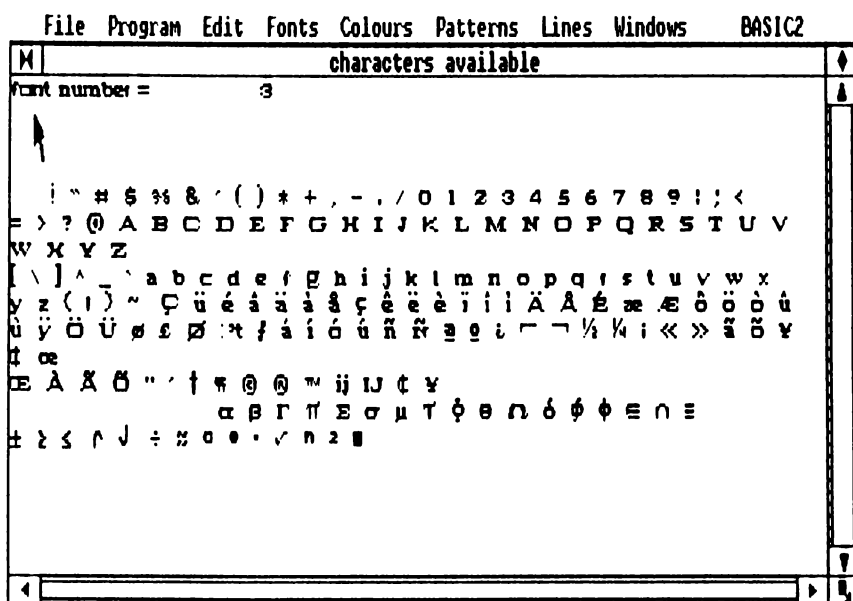 File Program Edit Fonts Colours Patterns Lines Windows BASIC2
characters available
font number = 3
! " # $ % & ' ( ) * + , - . / 0 1 2 3 4 5 6 7 8 9 : ; <
= > ? @ A B C D E F G H I J K L M N O P Q R S T U V
W X Y Z
[ \ ] ^ _ ` a b c d e f g h i j k l m n o p q r s t u v w x
y z { | } ~ Ç ü é â ä à å ç ê ë è ï î ì Ä Å É æ Æ ô ö ò û
ù ÿ Ö Ü ø £ Ø ƒ á í ó ú ñ Ñ ª º ¿ ⌐ ¬ ½ ¼ ¡ « » ã õ ¥
¢ œ
Œ À Ã Õ ¨ ´ † ¶ © ® ™ ij IJ ¢ ¥
α β Γ π Σ σ μ τ θ Ω δ φ ∈ ∩ ≡
± ≥ ≤ ⌠ ⌡ ÷ ≈ ° • · √ n 2 ■